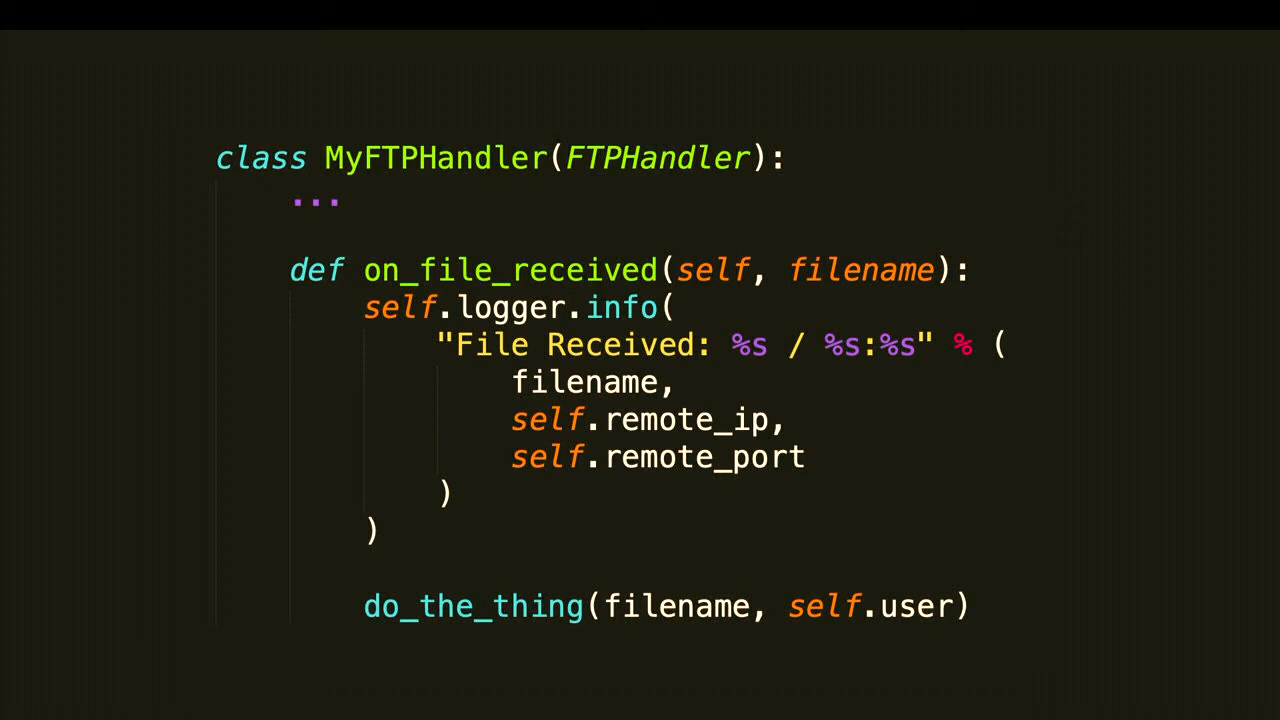 class MyFTPHandler(FTPHandler):
...
def on_file_received(self, filename):
self.logger.info(
"File Received: %s / %s:%s" % (
filename,
self.remote_ip,
self.remote_port
)
)
do_the_thing(filename, self.user)